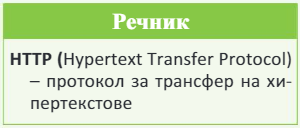 Речник
HTTP (Hypertext Transfer Protocol)
– протокол за трансфер на хи-
пертекстове